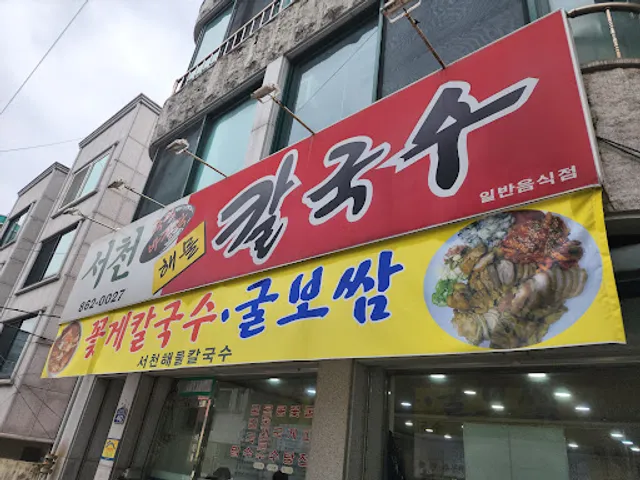 서천
해물
칼국수
862-0027
일반음식점
꽃게칼국수·굴보쌈
서천해물칼국수